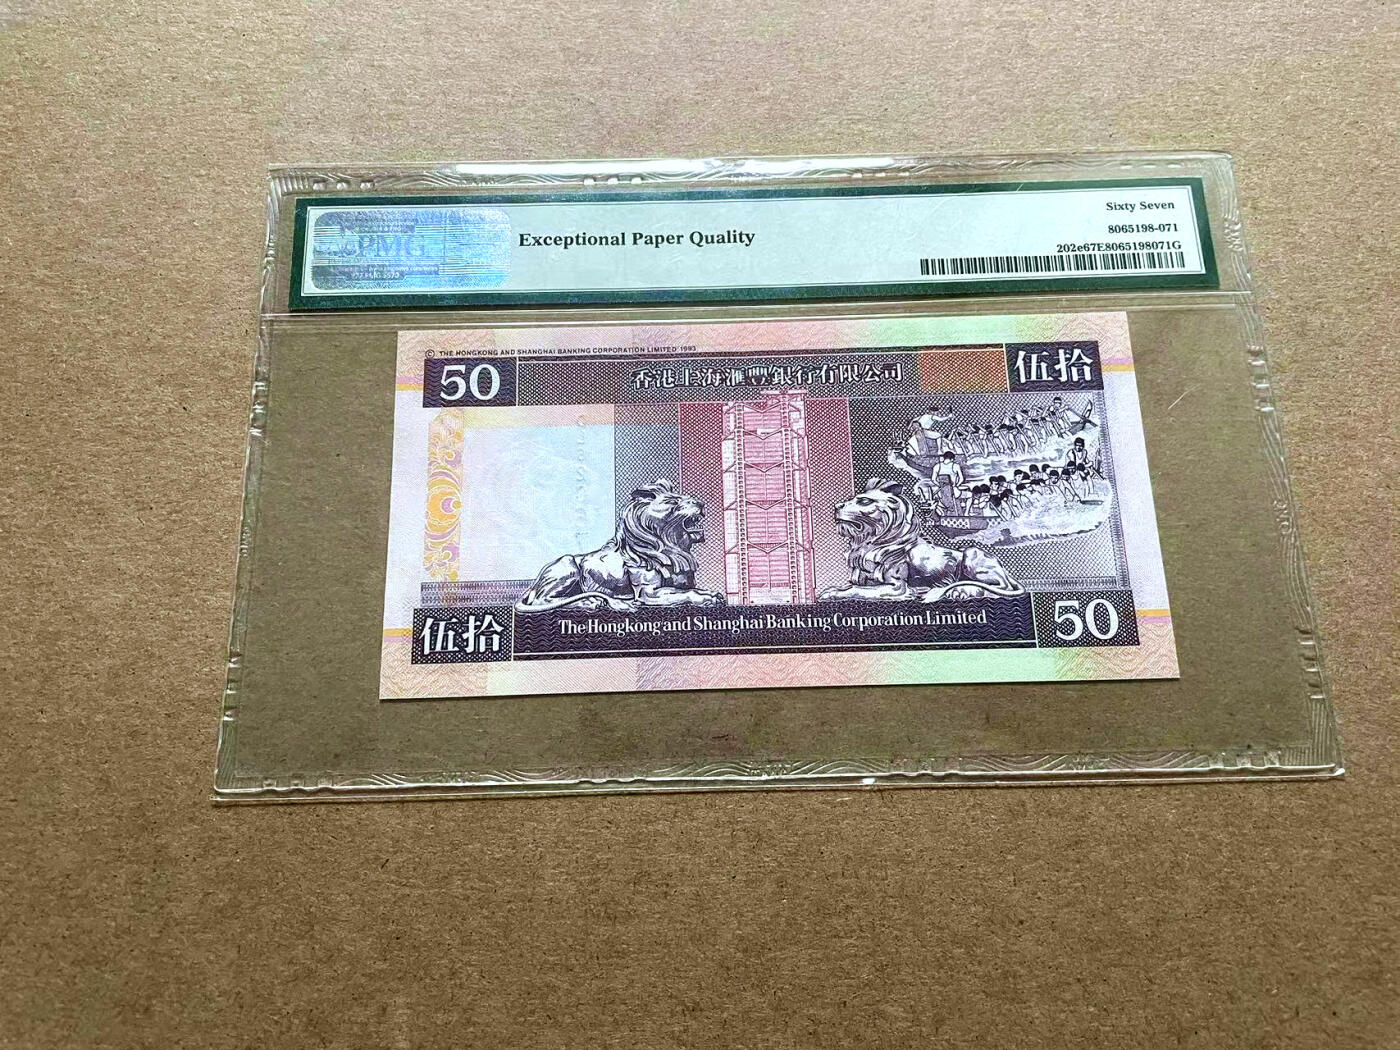 PMG
Exceptional Paper Quality
Sixty Seven
8065198-071
202e67E8065198071G
© THE HONGKONG AND SHANGHAI BANKING CORPORATION LIMITED 1993
50
香港上海滙豐銀行有限公司
伍拾
伍拾
The Hongkong and Shanghai Banking Corporation Limited
50